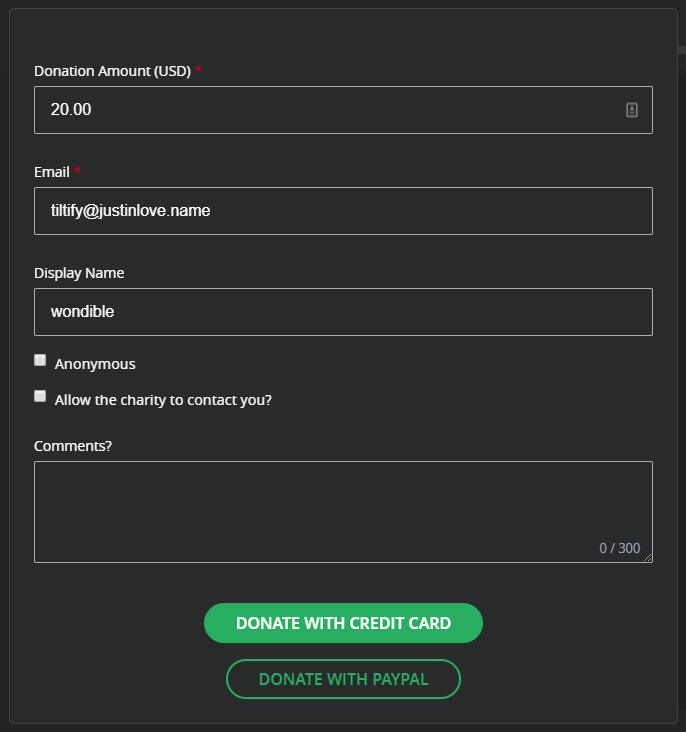 Donation Amount (USD) *
20.00
Email *
tiltify@justinlove.name
Display Name
wondible
Anonymous
Allow the charity to contact you?
Comments?
0 / 300
DONATE WITH CREDIT CARD
DONATE WITH PAYPAL